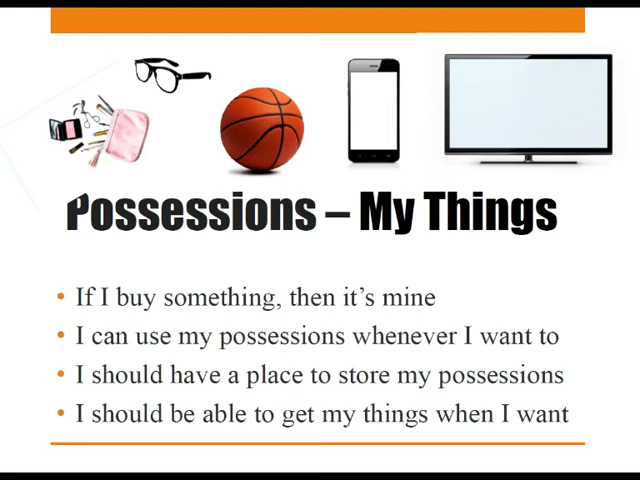 Possessions – My Things
• If I buy something, then it’s mine
• I can use my possessions whenever I want to
• I should have a place to store my possessions
• I should be able to get my things when I want